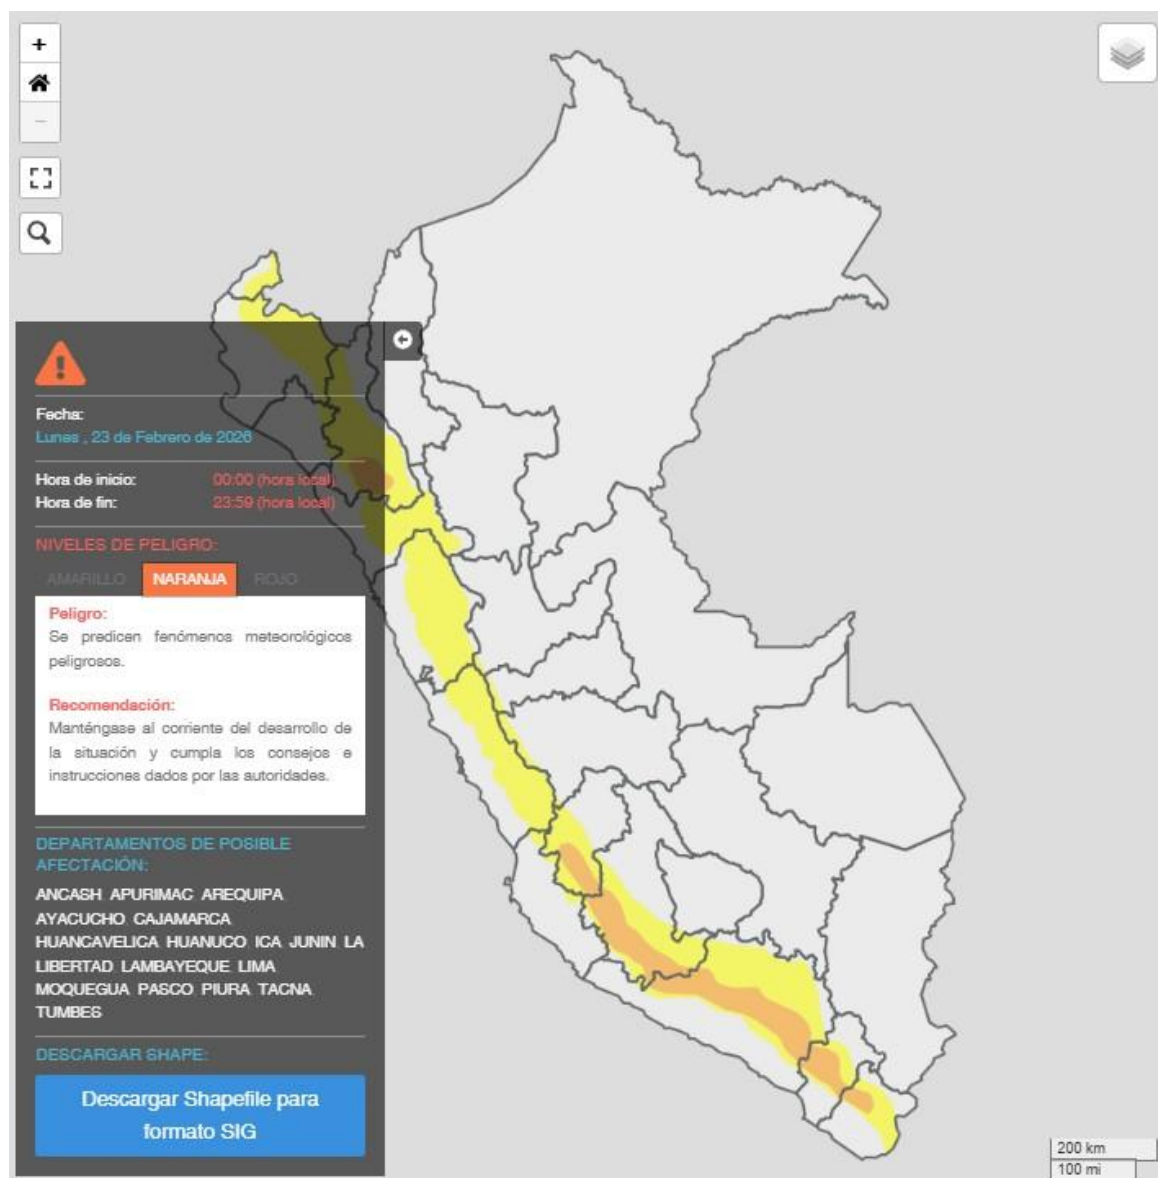 +
−
Fecha:
Lunes , 23 de Febrero de 2026
Hora de inicio: 00:00 (hora local)
Hora de fin: 23:59 (hora local)
NIVELES DE PELIGRO:
AMARILLO NARANJA ROJO
Peligro:
Se predicen fenómenos meteorológicos
peligrosos.
Recomendación:
Manténgase al corriente del desarrollo de
la situación y cumpla los consejos e
instrucciones dados por las autoridades.
DEPARTAMENTOS DE POSIBLE
AFECTACIÓN:
ANCASH APURIMAC AREQUIPA
AYACUCHO CAJAMARCA
HUANCAVELICA HUANUCO ICA JUNIN LA
LIBERTAD LAMBAYEQUE LIMA
MOQUEGUA PASCO PIURA TACNA
TUMBES
DESCARGAR SHAPE:
Descargar Shapefile para
formato SIG
200 km
100 mi